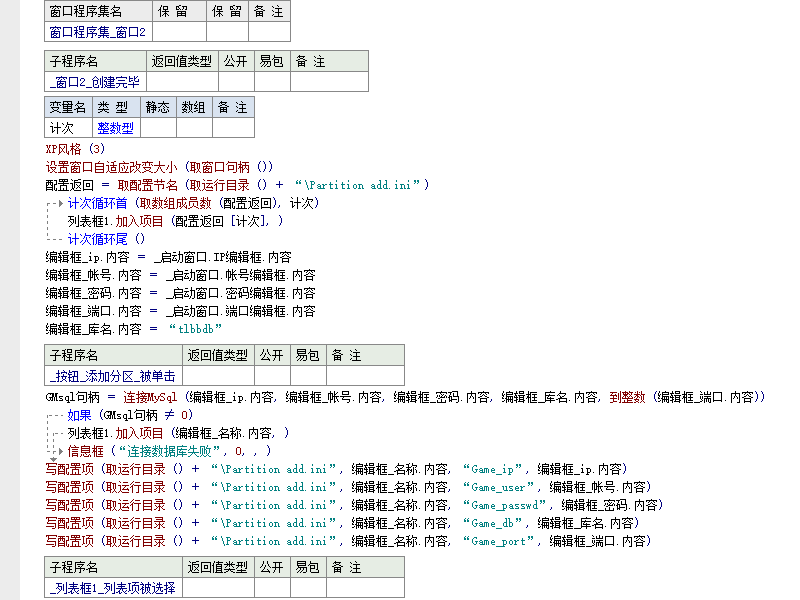 窗口程序集名 保 留 保 留 备 注
窗口程序集_窗口2
子程序名 返回值类型 公开 易包 备 注
_窗口2_创建完毕
变量名 类 型 静态 数组 备 注
计次 整数型
XP风格 (3)
设置窗口自适应改变大小 (取窗口句柄 ())
配置返回 = 取配置节名 (取运行目录 () + “\Partition add.ini”)
计次循环首 (取数组成员数 (配置返回), 计次)
列表框1.加入项目 (配置返回 [计次], )
计次循环尾 ()
编辑框_ip.内容 = _启动窗口.IP编辑框.内容
编辑框_帐号.内容 = _启动窗口.帐号编辑框.内容
编辑框_密码.内容 = _启动窗口.密码编辑框.内容
编辑框_端口.内容 = _启动窗口.端口编辑框.内容
编辑框_库名.内容 = “tlbbdb”
子程序名 返回值类型 公开 易包 备 注
_按钮_添加分区_被单击
GMsql句柄 = 连接MySql (编辑框_ip.内容, 编辑框_帐号.内容, 编辑框_密码.内容, 编辑框_库名.内容, 到整数 (编辑框_端口.内容))
如果 (GMsql句柄 ≠ 0)
列表框1.加入项目 (编辑框_名称.内容, )
信息框 (“连接数据库失败”, 0, , )
写配置项 (取运行目录 () + “\Partition add.ini”, 编辑框_名称.内容, “Game_ip”, 编辑框_ip.内容)
写配置项 (取运行目录 () + “\Partition add.ini”, 编辑框_名称.内容, “Game_user”, 编辑框_帐号.内容)
写配置项 (取运行目录 () + “\Partition add.ini”, 编辑框_名称.内容, “Game_passwd”, 编辑框_密码.内容)
写配置项 (取运行目录 () + “\Partition add.ini”, 编辑框_名称.内容, “Game_db”, 编辑框_库名.内容)
写配置项 (取运行目录 () + “\Partition add.ini”, 编辑框_名称.内容, “Game_port”, 编辑框_端口.内容)
子程序名 返回值类型 公开 易包 备 注
_列表框1_列表项被选择